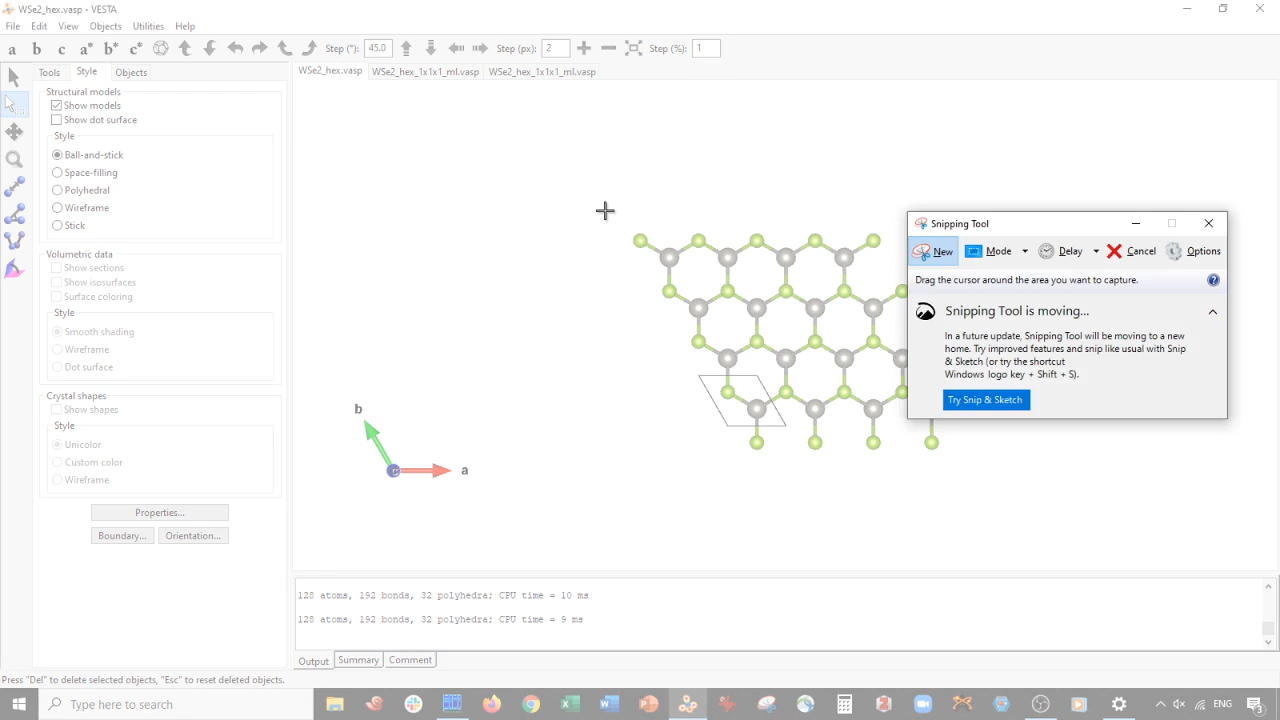 WSe2_hex.vasp - VESTA
File Edit View Objects Utilities Help
a b c a* b* c* Step (°): 45.0 Step (px): 2 Step (%): 1
Tools Style Objects
WSe2_hex.vasp WSe2_hex_1x1x1_ml.vasp WSe2_hex_1x1x1_ml.vasp
Structural models
Show models
Show dot surface
Style
Ball-and-stick
Space-filling
Polyhedral
Wireframe
Stick
Volumetric data
Show sections
Show isosurfaces
Surface coloring
Style
Smooth shading
Wireframe
Dot surface
Crystal shapes
Show shapes
Style
Unicolor
Custom color
Wireframe
Properties...
Boundary... Orientation...
b
a
Snipping Tool
New Mode Delay Cancel Options
Drag the cursor around the area you want to capture.
Snipping Tool is moving...
In a future update, Snipping Tool will be moving to a new
home. Try improved features and snip like usual with Snip
& Sketch (or try the shortcut
Windows logo key + Shift + S).
Try Snip & Sketch
128 atoms, 192 bonds, 32 polyhedra; CPU time = 10 ms
128 atoms, 192 bonds, 32 polyhedra; CPU time = 9 ms
Output Summary Comment
Press "Del" to delete selected objects, "Esc" to reset deleted objects.
Type here to search
ENG